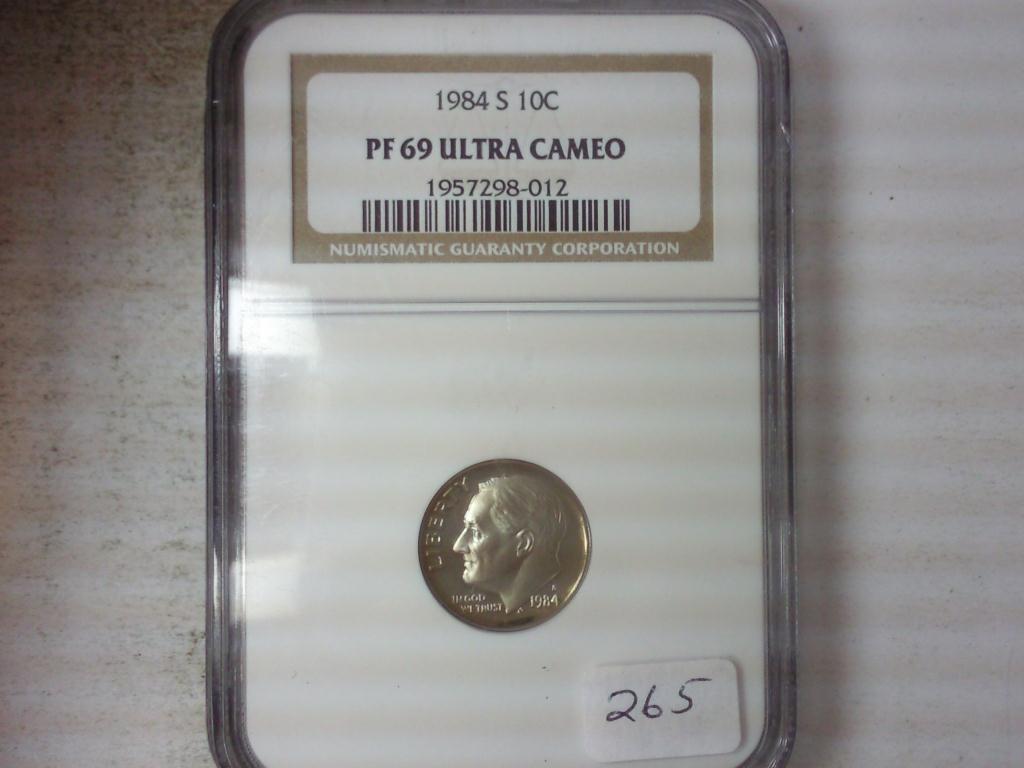 1984 S 10C
PF 69 ULTRA CAMEO
1957298-012
NUMISMATIC GUARANTY CORPORATION
LIBERTY
IN GOD
WE TRUST
S
1984
265